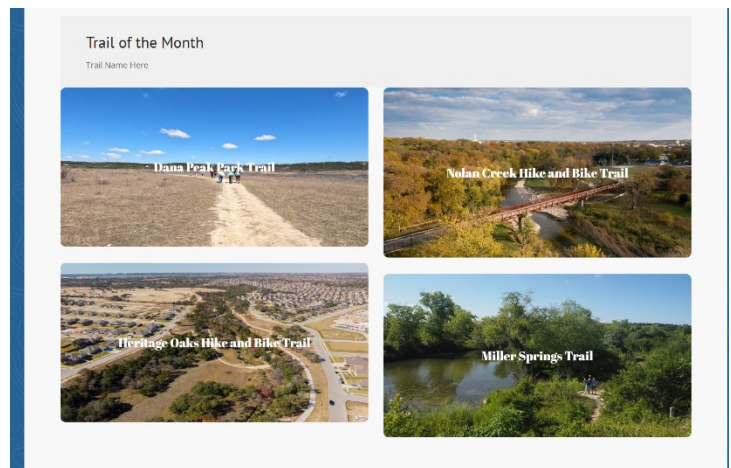 Trail of the Month
Trail Name Here
Dana Peak Park Trail
Nolan Creek Hike and Bike Trail
Heritage Oaks Hike and Bike Trail
Miller Springs Trail